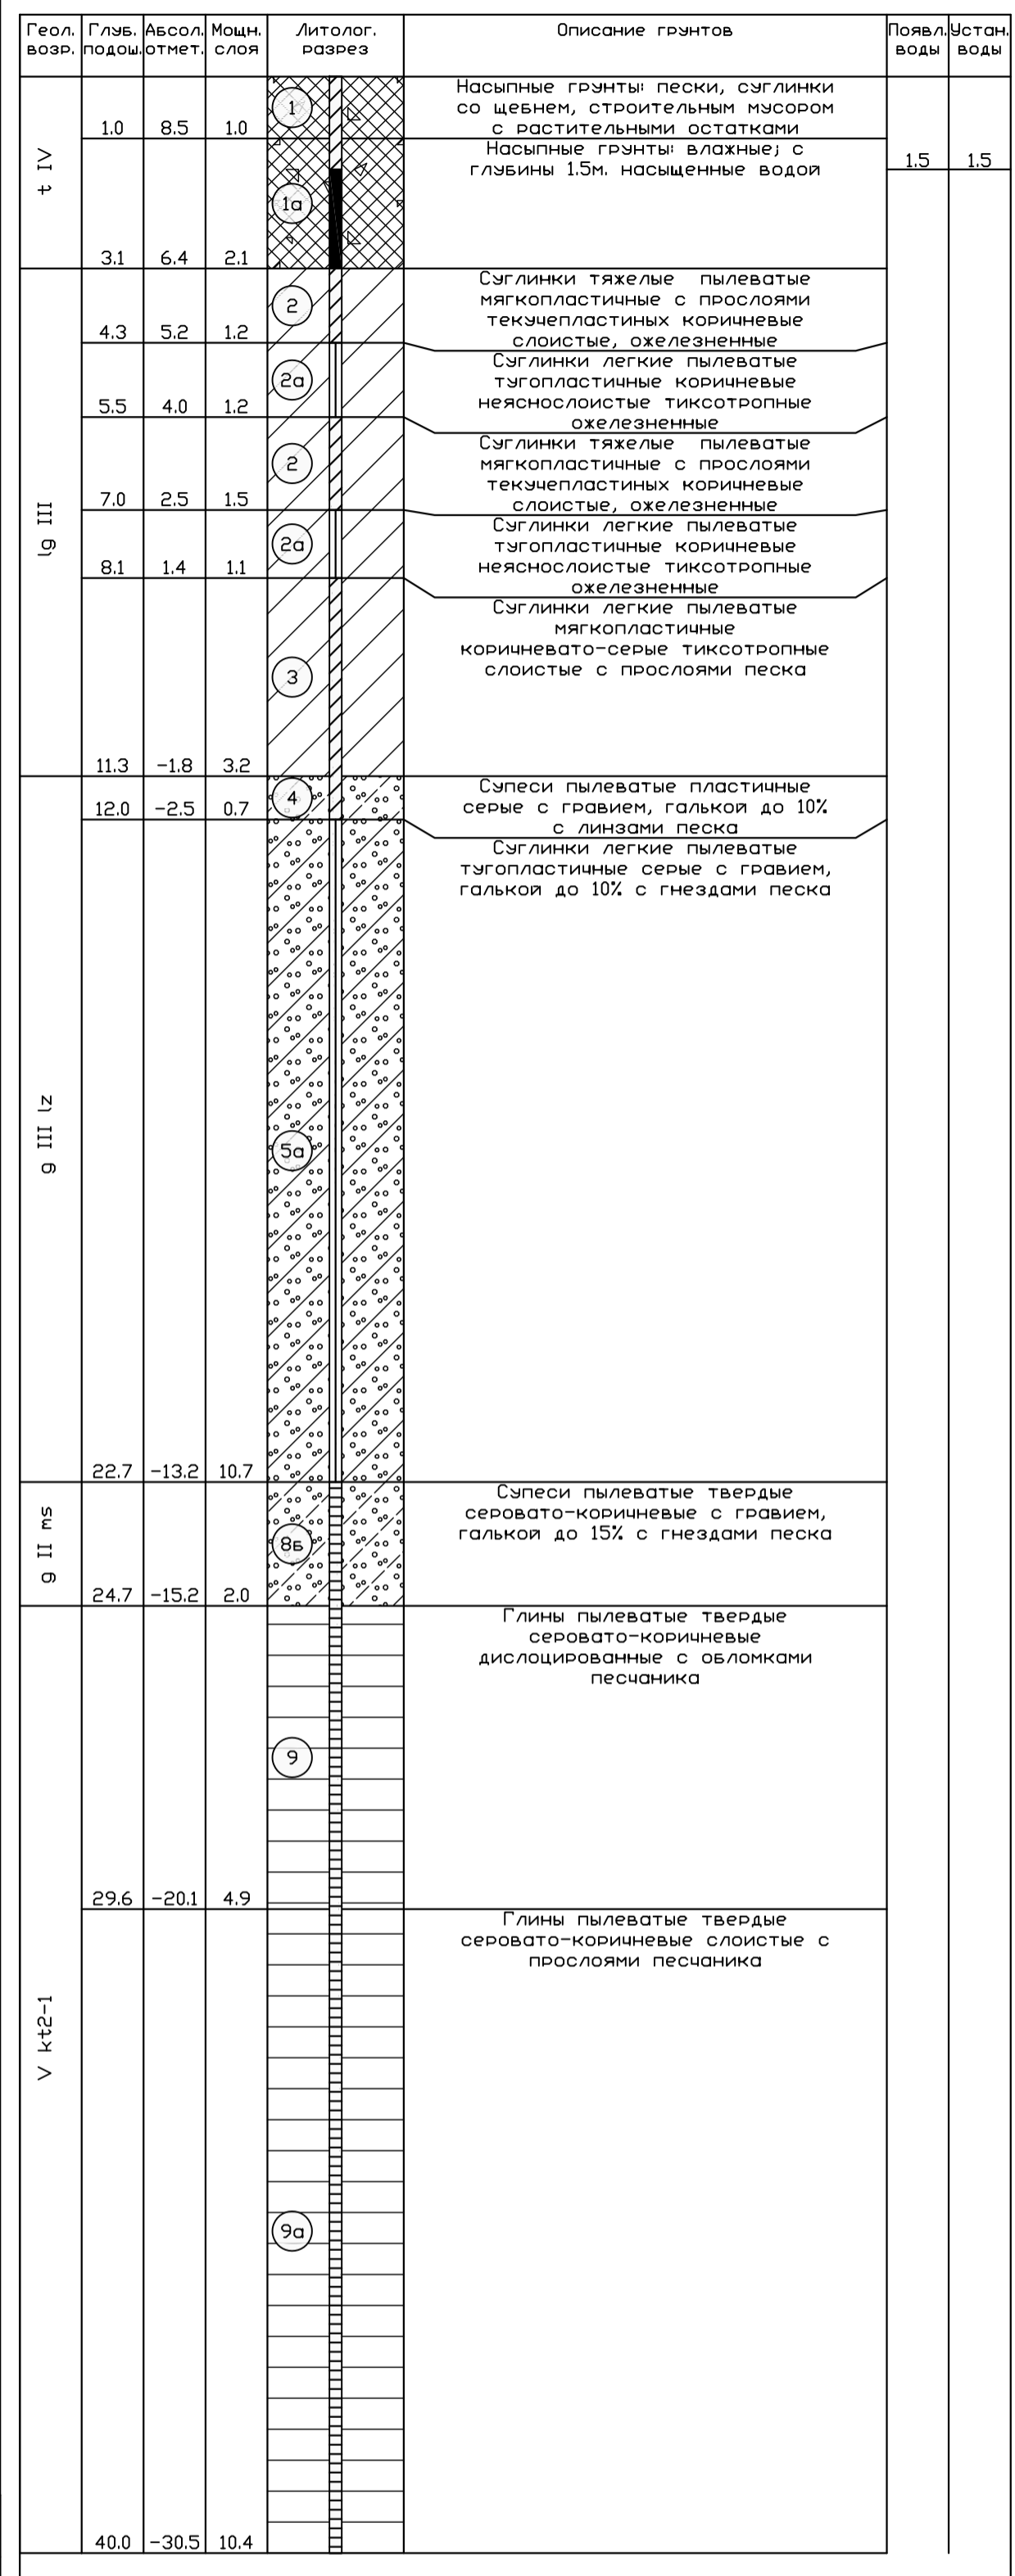 Геол. Глуб. Абсол. Мощн. Литолог. Описание грунтов Появл. Устан.
возр. подош. отмет. слоя разрез воды воды
t IV
1
Насыпные грунты: пески, суглинки
со щебнем, строительным мусором
1.0 8.5 1.0 с растительными остатками
Насыпные грунты: влажные; с
глубины 1.5м. насыщенные водой
1.5 1.5
1а
3.1 6.4 2.1
lg III
Суглинки тяжелые пылеватые
2 мягкопластичные с прослоями
текучепластиных коричневые
4.3 5.2 1.2 слоистые, ожелезненные
Суглинки легкие пылеватые
2а тугопластичные коричневые
5.5 4.0 1.2 неяснослоистые тиксотропные
ожелезненные
Суглинки тяжелые пылеватые
2 мягкопластичные с прослоями
текучепластиных коричневые
7.0 2.5 1.5 слоистые, ожелезненные
Суглинки легкие пылеватые
2а тугопластичные коричневые
8.1 1.4 1.1 неяснослоистые тиксотропные
ожелезненные
Суглинки легкие пылеватые
мягкопластичные
коричневато-серые тиксотропные
3 слоистые с прослоями песка
11.3 -1.8 3.2
g III lz
Супеси пылеватые пластичные
4 серые с гравием, галькой до 10%
12.0 -2.5 0.7 с линзами песка
Суглинки легкие пылеватые
тугопластичные серые с гравием,
галькой до 10% с гнездами песка
5а
22.7 -13.2 10.7
g II ms
Супеси пылеватые твердые
серовато-коричневые с гравием,
8б галькой до 15% с гнездами песка
24.7 -15.2 2.0
V kt2-1
Глины пылеватые твердые
серовато-коричневые
дислоцированные с обломками
песчаника
9
29.6 -20.1 4.9
Глины пылеватые твердые
серовато-коричневые слоистые с
прослоями песчаника
9а
40.0 -30.5 10.4